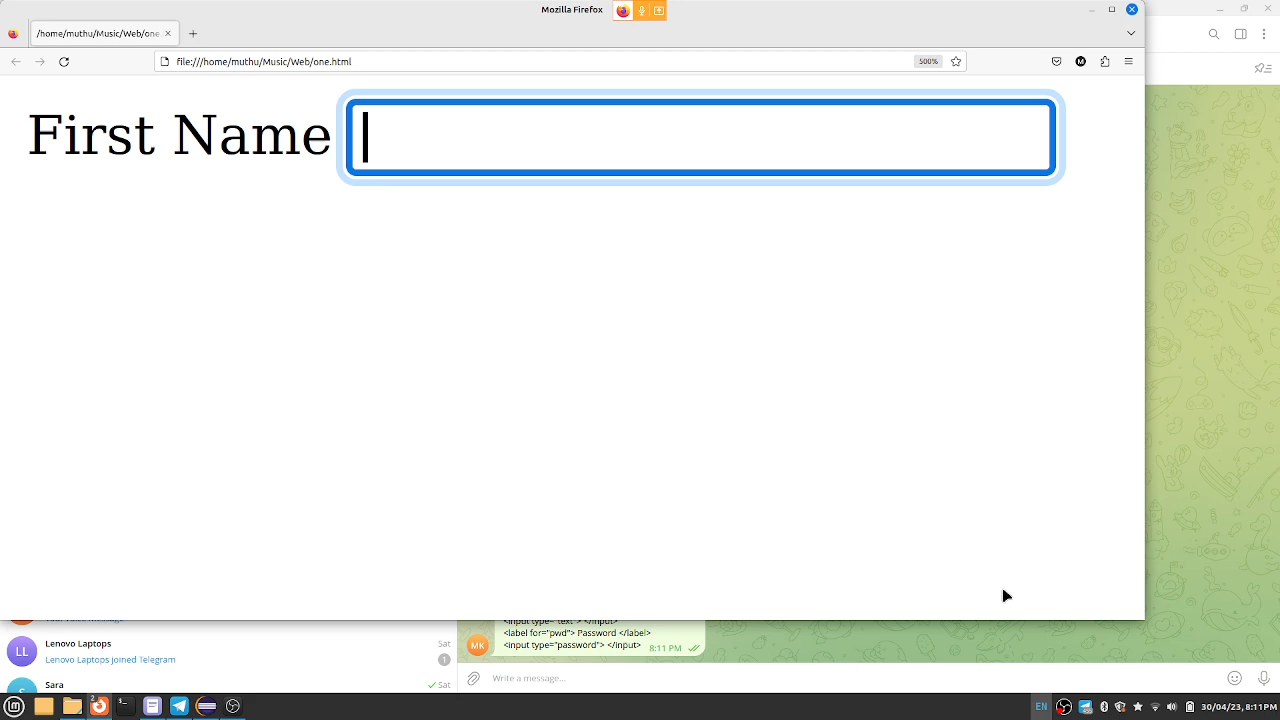 Mozilla Firefox
/home/muthu/Music/Web/one.
file:///home/muthu/Music/Web/one.html
500%
M
First Name
<label for="pwd"> Password </label>
<input type="password"> </input>
8:11 PM
MK
Lenovo Laptops
Sat
LL
Lenovo Laptops joined Telegram
1
Sara
Sat
Write a message...
2
EN
30/04/23, 8:11PM